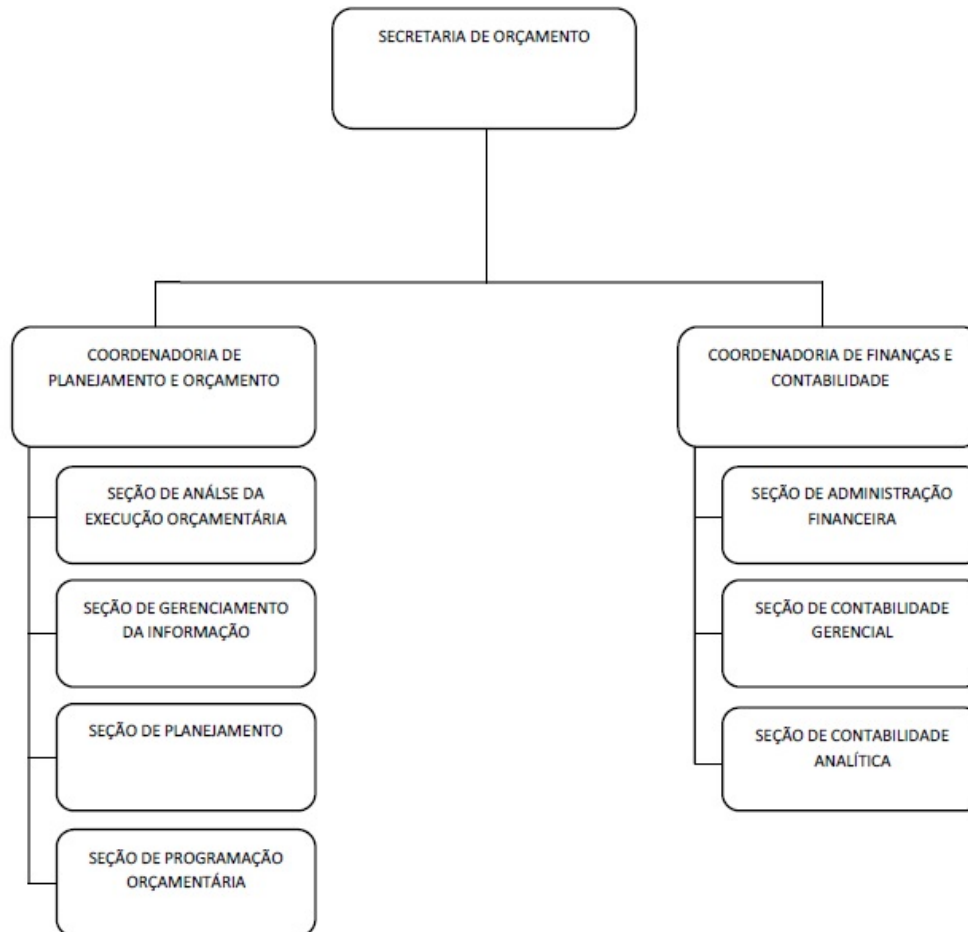 SECRETARIA DE ORÇAMENTO
COORDENADORIA DE
PLANEJAMENTO E ORÇAMENTO
SEÇÃO DE ANÁLSE DA
EXECUÇÃO ORÇAMENTÁRIA
SEÇÃO DE GERENCIAMENTO
DA INFORMAÇÃO
SEÇÃO DE PLANEJAMENTO
SEÇÃO DE PROGRAMAÇÃO
ORÇAMENTÁRIA
COORDENADORIA DE FINANÇAS E
CONTABILIDADE
SEÇÃO DE ADMINISTRAÇÃO
FINANCEIRA
SEÇÃO DE CONTABILIDADE
GERENCIAL
SEÇÃO DE CONTABILIDADE
ANALÍTICA